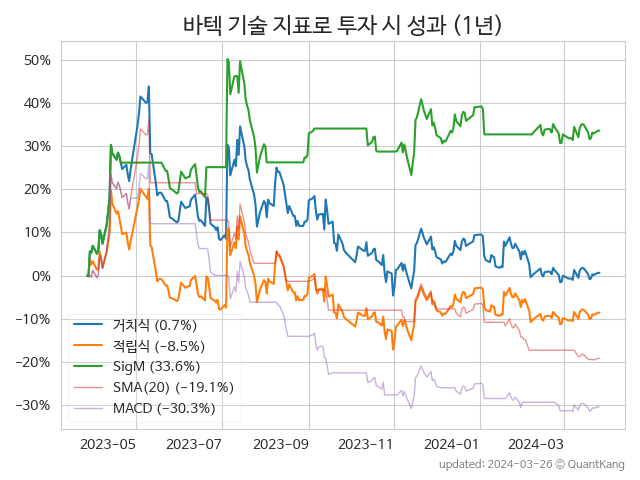 바텍 기술 지표로 투자 시 성과 (1년)
50%
40%
30%
20%
10%
0%
−10%
−20%
−30%
거치식 (0.7%)
적립식 (−8.5%)
SigM (33.6%)
SMA(20) (−19.1%)
MACD (−30.3%)
2023-05 2023-07 2023-09 2023-11 2024-01 2024-03
updated: 2024-03-26 © QuantKang